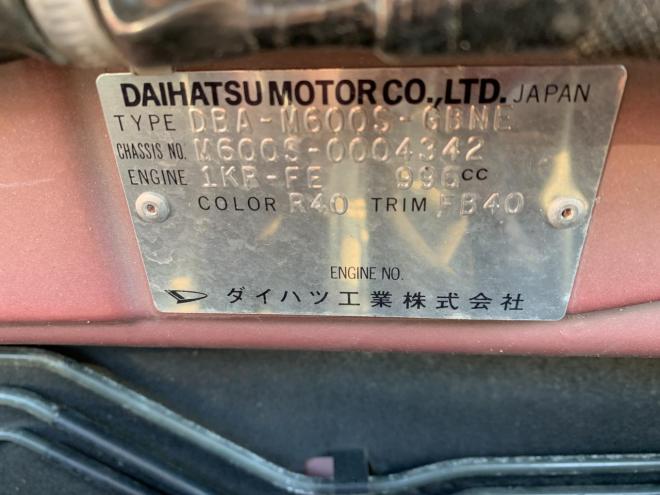 DAIHATSU MOTOR CO.,LTD. JAPAN
TYPE DBA-M600S-GBNE
CHASSIS NO. M600S-0004342
ENGINE 1KR-FE 996CC
COLOR R40 TRIM FB40
ENGINE NO.
ダイハツ工業株式会社